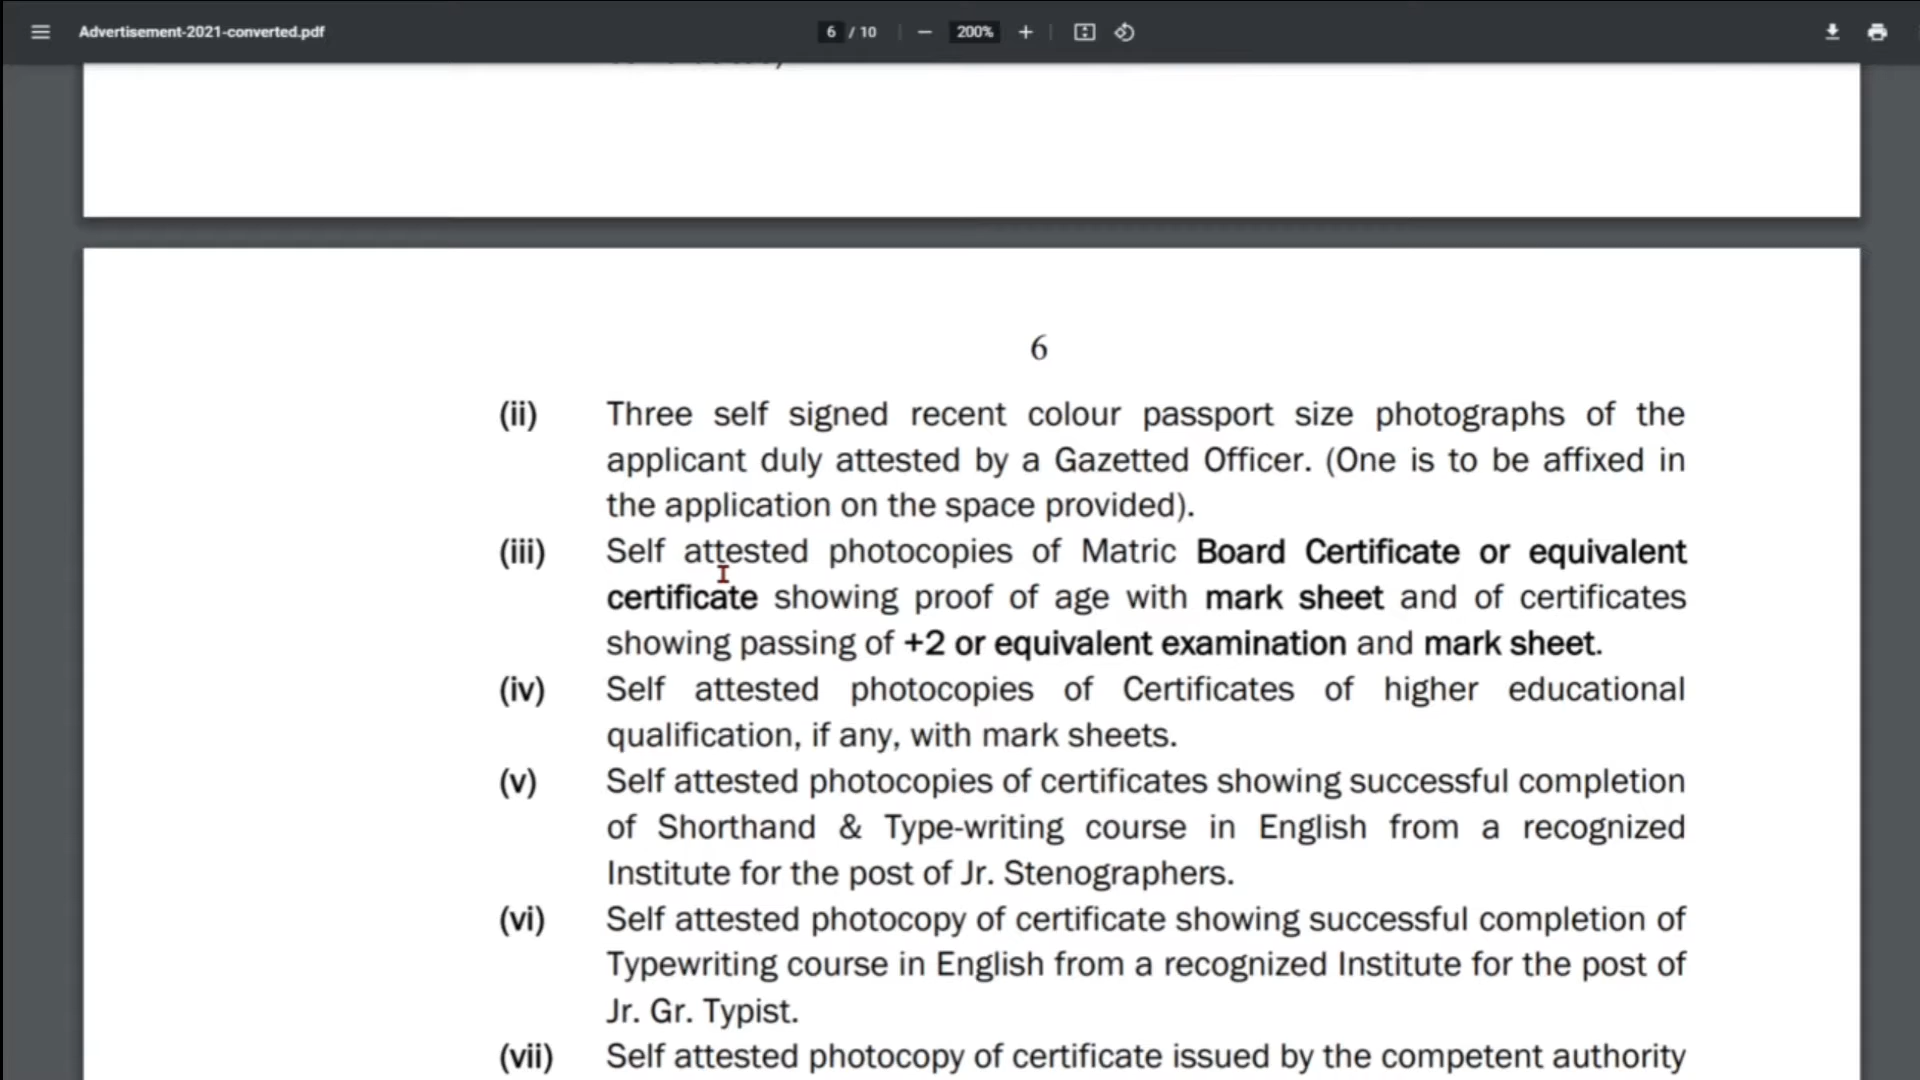 Advertisement-2021-converted.pdf
6 / 10
200%
6
(ii) Three self signed recent colour passport size photographs of the
applicant duly attested by a Gazetted Officer. (One is to be affixed in
the application on the space provided).
(iii) Self attested photocopies of Matric Board Certificate or equivalent
certificate showing proof of age with mark sheet and of certificates
showing passing of +2 or equivalent examination and mark sheet.
(iv) Self attested photocopies of Certificates of higher educational
qualification, if any, with mark sheets.
(v) Self attested photocopies of certificates showing successful completion
of Shorthand & Type-writing course in English from a recognized
Institute for the post of Jr. Stenographers.
(vi) Self attested photocopy of certificate showing successful completion of
Typewriting course in English from a recognized Institute for the post of
Jr. Gr. Typist.
(vii) Self attested photocopy of certificate issued by the competent authority